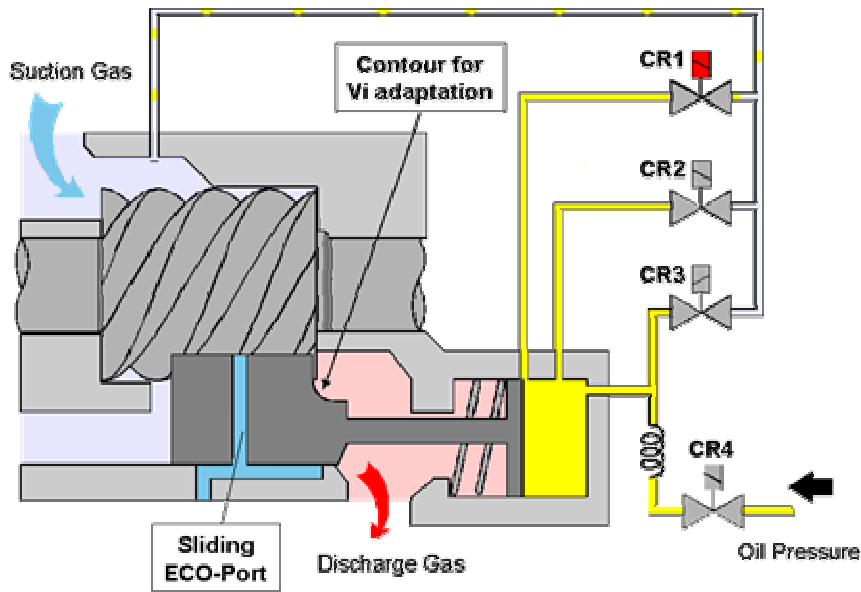 Suction Gas
Contour for
Vi adaptation
CR1
CR2
CR3
CR4
Oil Pressure
Sliding
ECO-Port
Discharge Gas